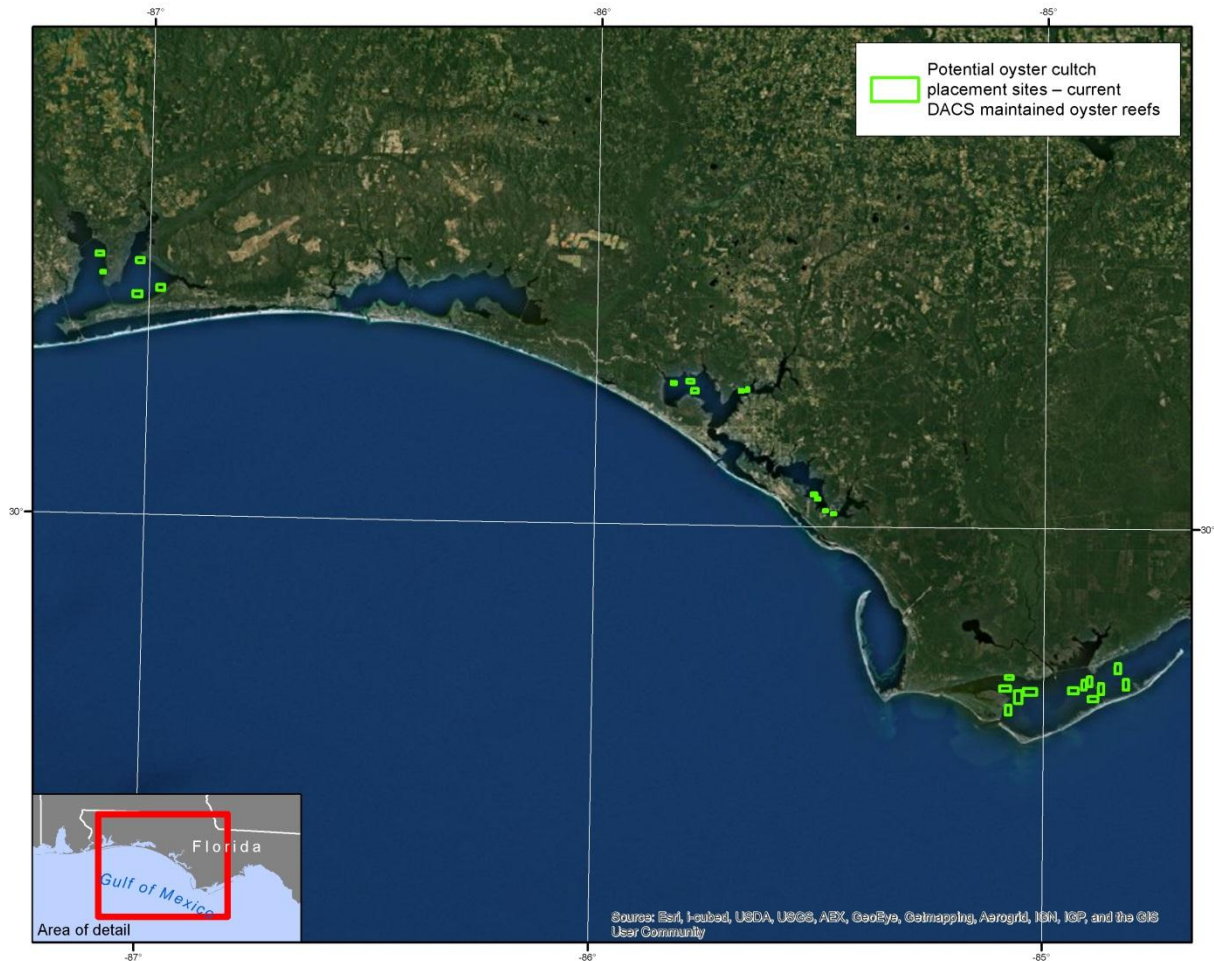 -87°
-86°
-85°
Potential oyster cultch
placement sites – current
DACS maintained oyster reefs
30°
30°
Florida
Gulf of Mexico
Area of detail
Source: Esri, i-cubed, USDA, USGS, AEX, GeoEye, Getmapping, Aerogrid, IGN, IGP, and the GIS
User Community
-87°
-86°
-85°